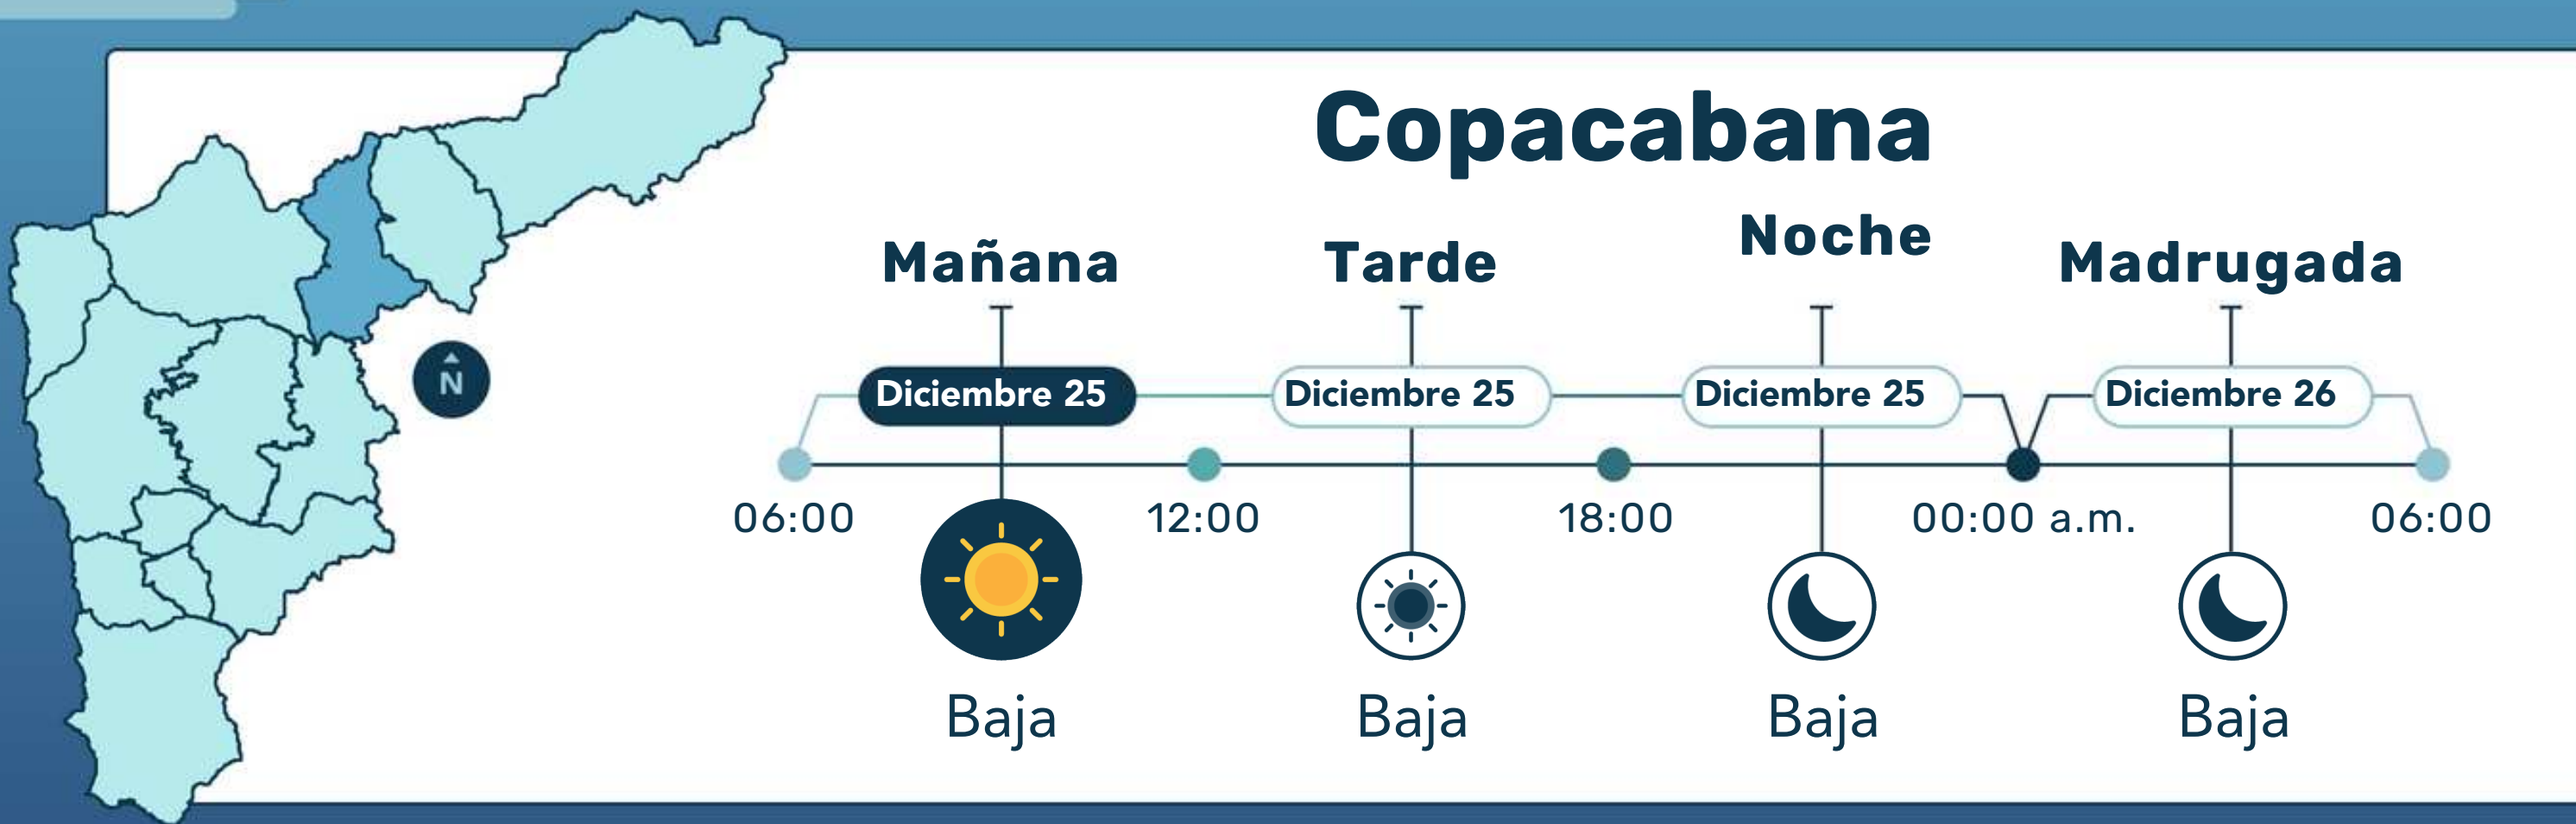 Copacabana
Mañana
Tarde
Noche
Madrugada
Diciembre 25
Diciembre 25
Diciembre 25
Diciembre 26
N
06:00
12:00
18:00
00:00 a.m.
06:00
Baja
Baja
Baja
Baja